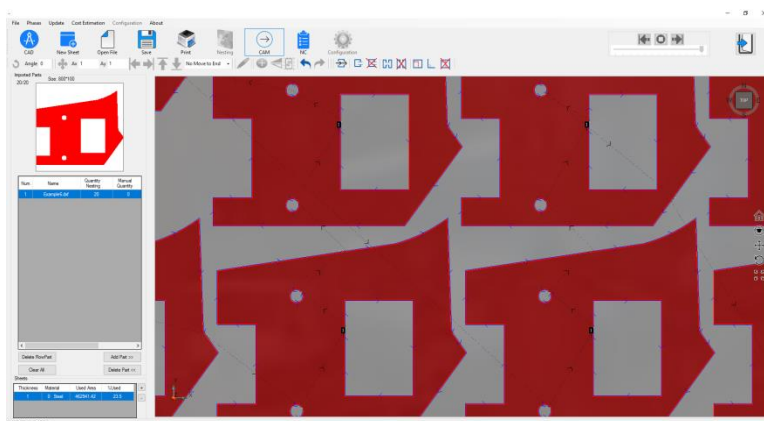 File Phases Update Cost Estimation Configuration About
CAD New Sheet Open File Save Print Nesting CAM NC Configuration
Angle 0 Ax 1 Ay 1 No Move to End
Imported Parts
20/20
Num Name Quantity Nesting Manual Quantity
1 Example6.dxf 20 0
Delete Row/Part Add Part >>
Clear All Delete Part <<
Sheets
Thickness Material Used Area %Used
1 0 Steel 23.5
TOP